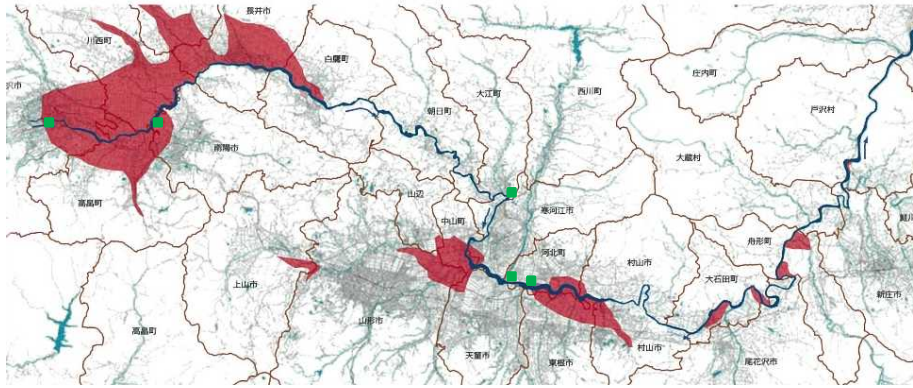 長井市
川西町
白鷹町
庄内町
大江町
西川町
朝日町
戸沢村
南陽市
大蔵村
山辺
高畠町
寒河江市
中山町
舟形町
河北町
村山市
大石田町
上山市
新庄市
山形市
高畠町
天童市
東根市
村山市
尾花沢市